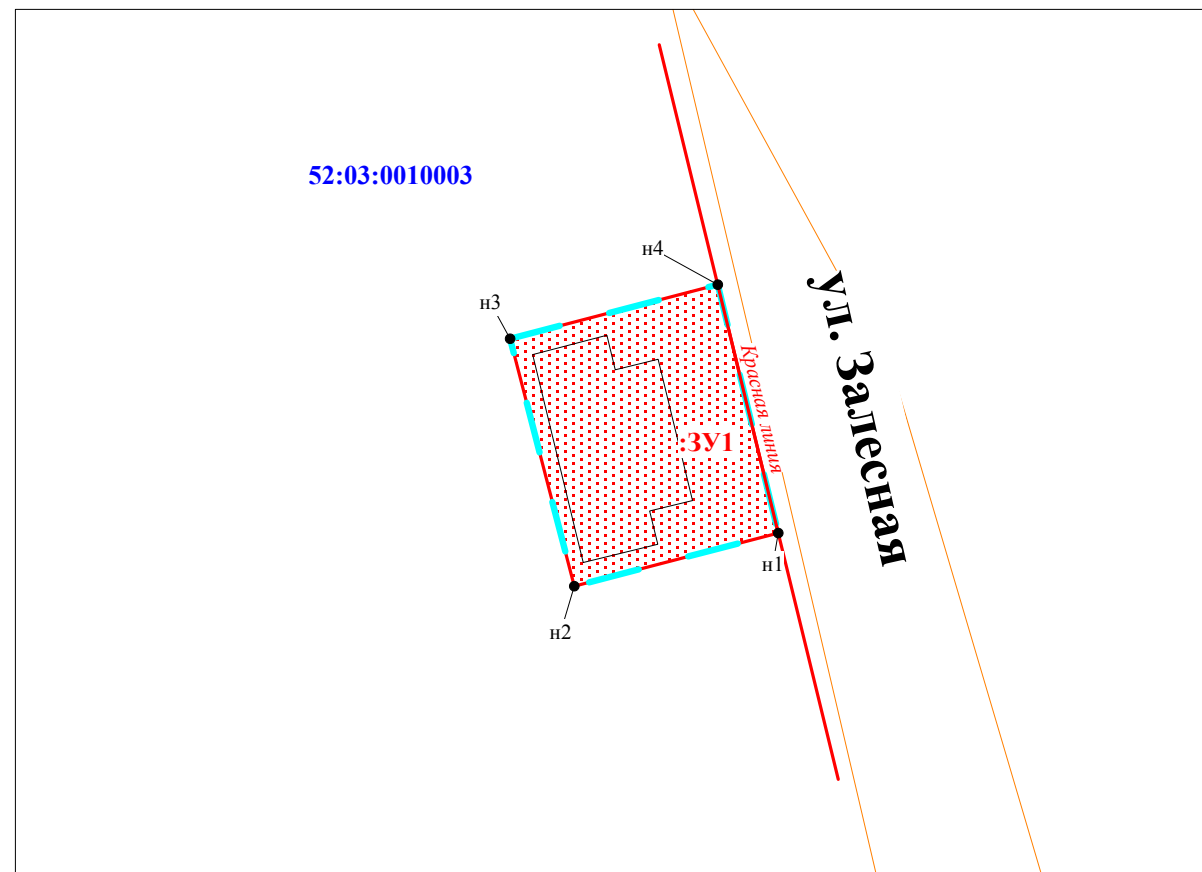 52:03:0010003
н4
н3
ул. Залесная
Красная линия
:ЗУ1
н1
н2